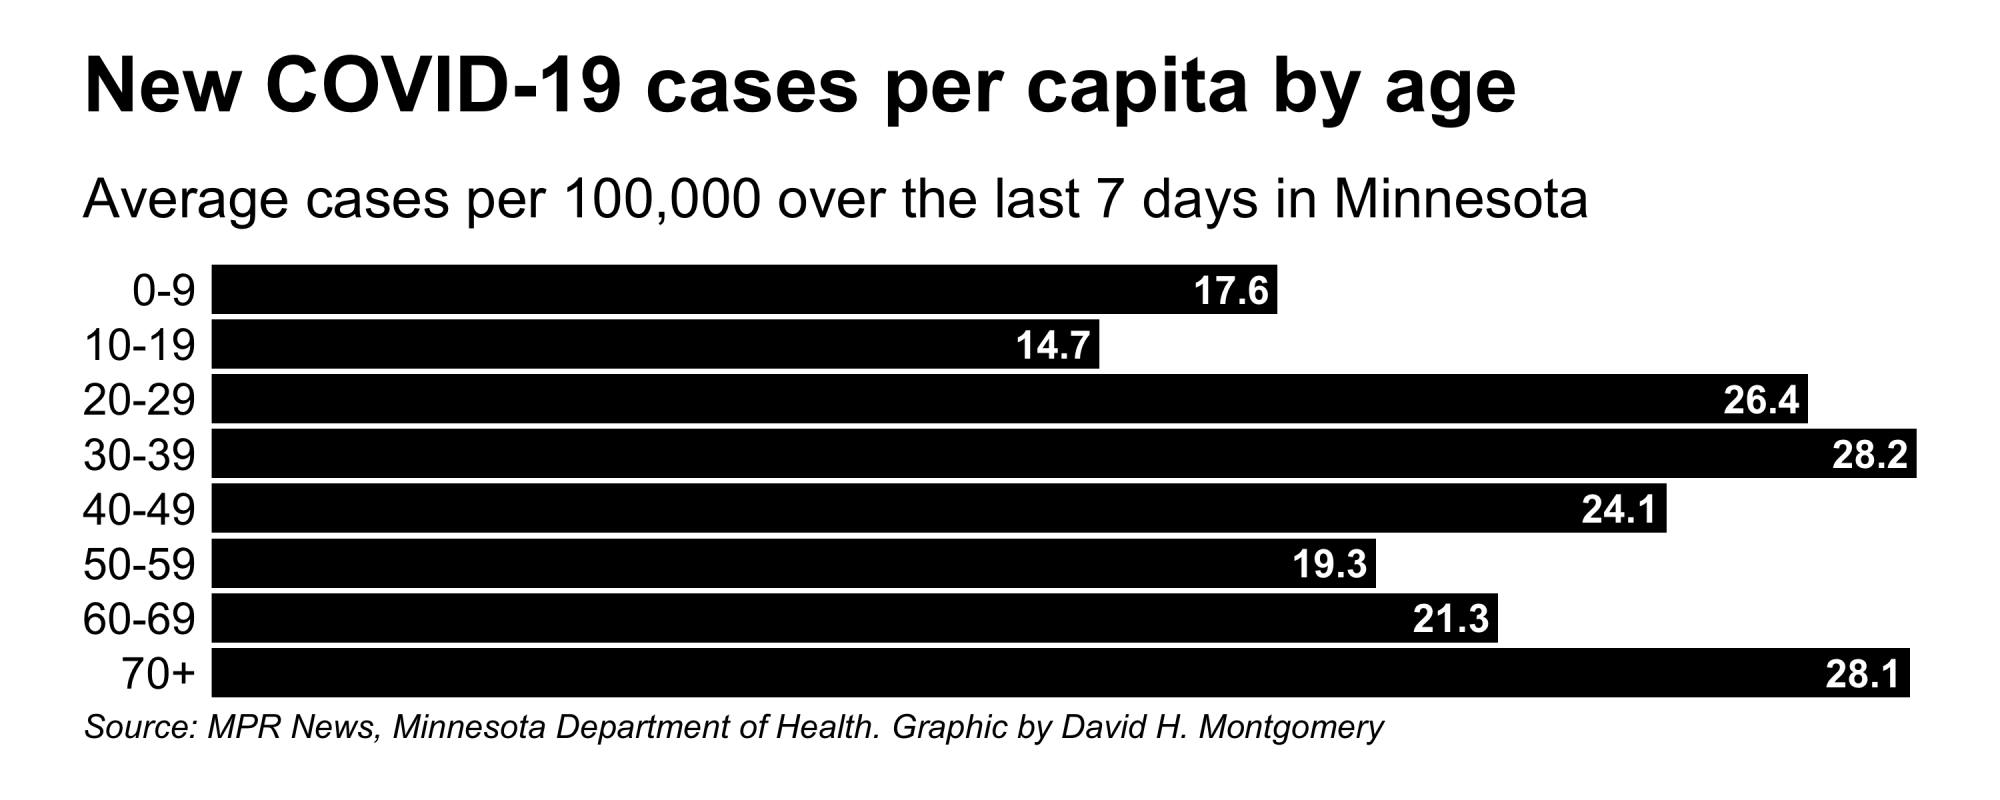 New COVID-19 cases per capita by age
Average cases per 100,000 over the last 7 days in Minnesota
0-9 17.6
10-19 14.7
20-29 26.4
30-39 28.2
40-49 24.1
50-59 19.3
60-69 21.3
70+ 28.1
Source: MPR News, Minnesota Department of Health. Graphic by David H. Montgomery